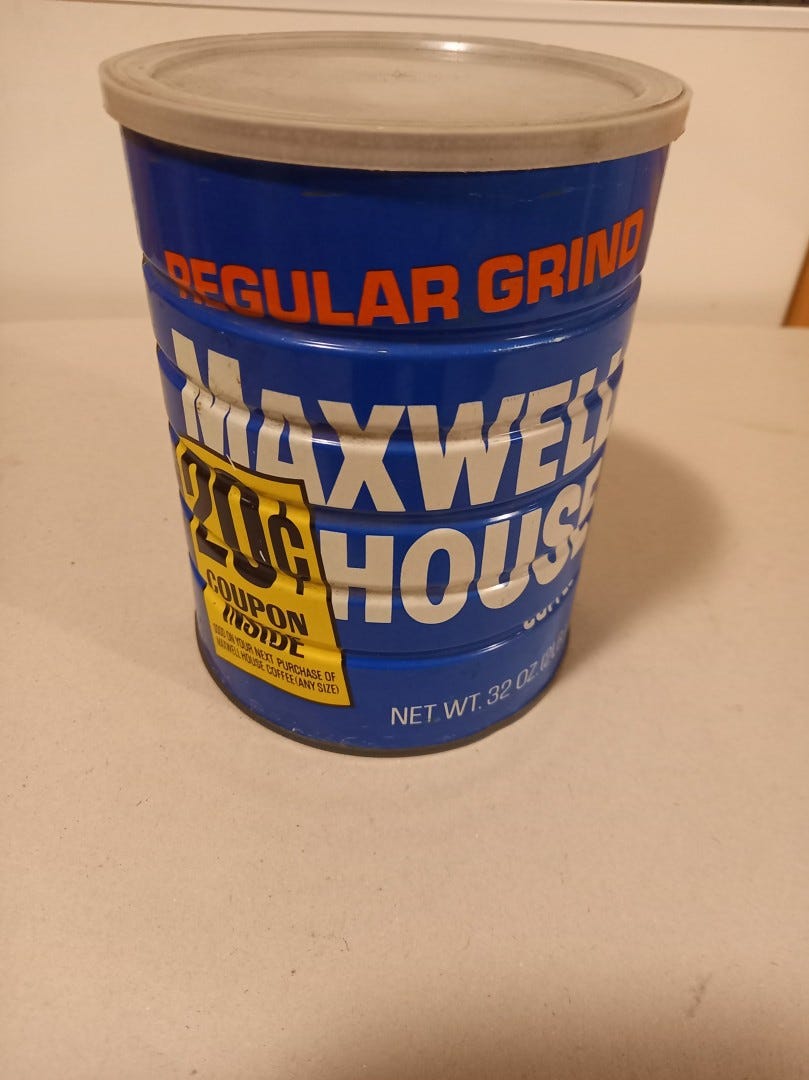 REGULAR GRIND
MAXWELL
HOUSE
20¢
COUPON
INSIDE
GOOD ON YOUR NEXT PURCHASE OF
MAXWELL HOUSE COFFEE (ANY SIZE)
NET WT. 32 OZ.